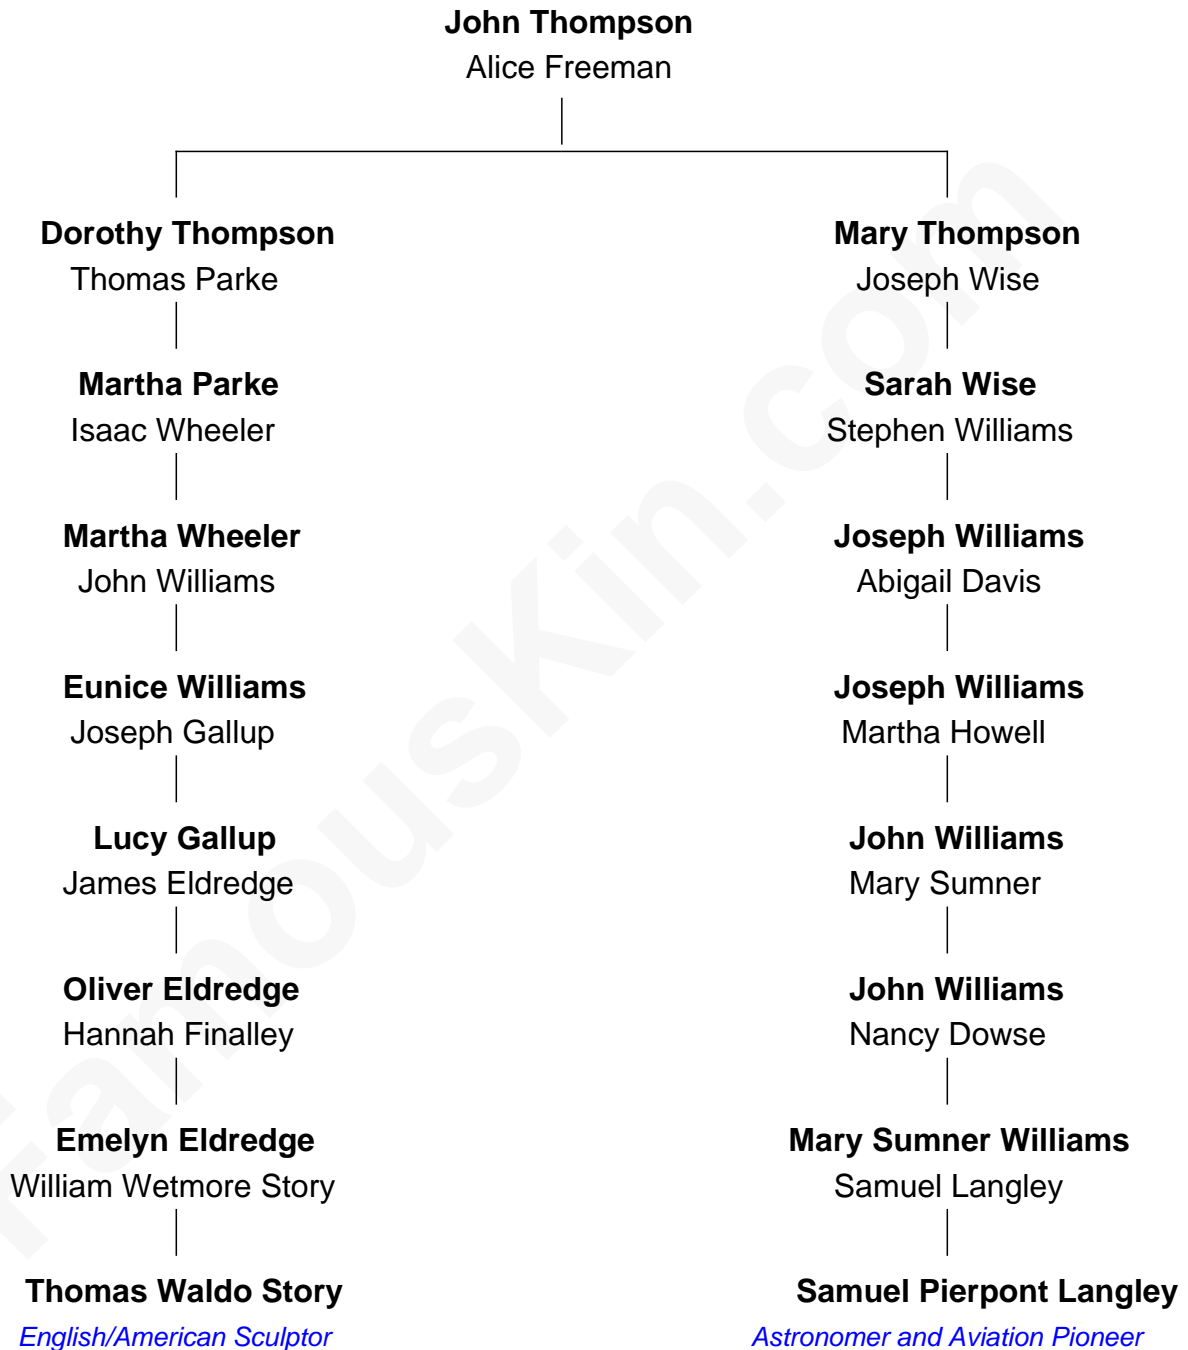 John Thompson
Alice Freeman
Dorothy Thompson
Thomas Parke
Mary Thompson
Joseph Wise
Martha Parke
Isaac Wheeler
Sarah Wise
Stephen Williams
Martha Wheeler
John Williams
Joseph Williams
Abigail Davis
Eunice Williams
Joseph Gallup
Joseph Williams
Martha Howell
Lucy Gallup
James Eldredge
John Williams
Mary Sumner
Oliver Eldredge
Hannah Finalley
John Williams
Nancy Dowse
Emelyn Eldredge
William Wetmore Story
Mary Sumner Williams
Samuel Langley
Thomas Waldo Story
English/American Sculptor
Samuel Pierpont Langley
Astronomer and Aviation Pioneer
FamousKin.com